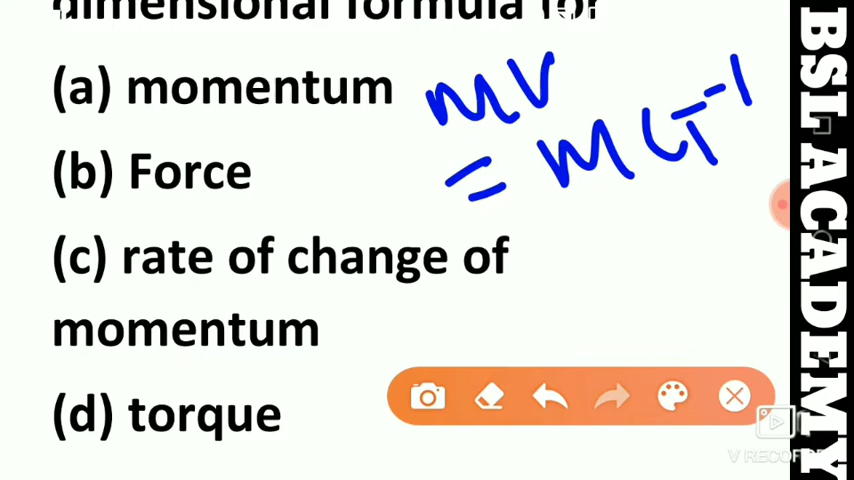 dimensional formula for
(a) momentum
mv
= MLT-1
(b) Force
(c) rate of change of
momentum
(d) torque
BSL ACADEMY